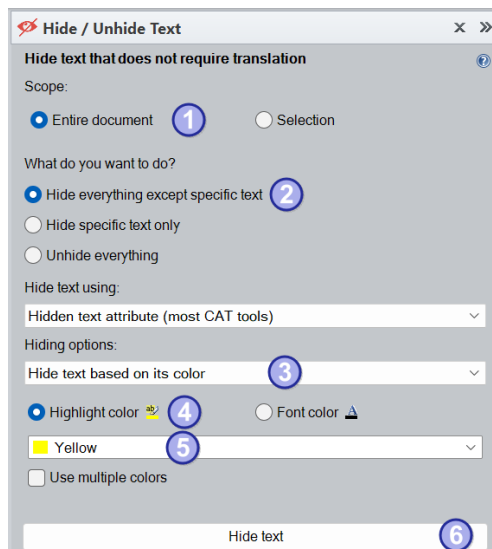 Hide / Unhide Text
Hide text that does not require translation
Scope:
Entire document 1 Selection
What do you want to do?
Hide everything except specific text 2
Hide specific text only
Unhide everything
Hide text using:
Hidden text attribute (most CAT tools)
Hiding options:
Hide text based on its color 3
Highlight color ab 4 Font color A
Yellow 5
Use multiple colors
Hide text 6